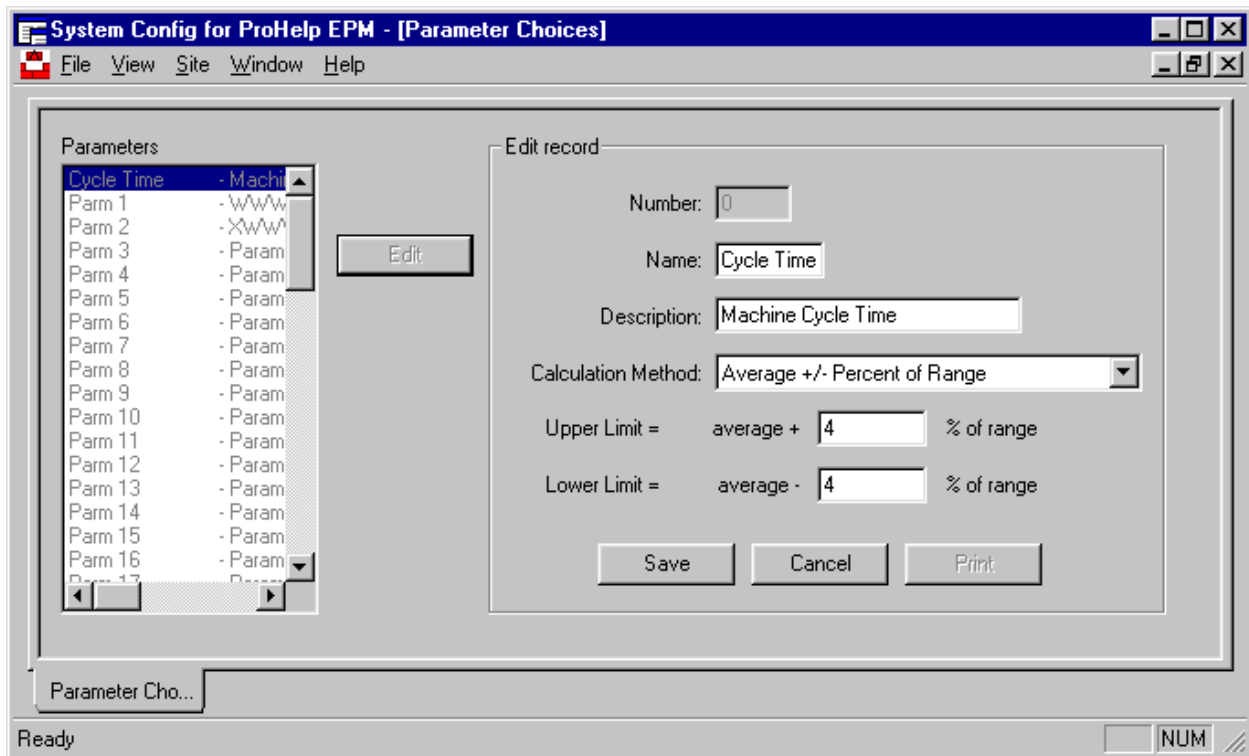 System Config for ProHelp EPM - [Parameter Choices]
File View Site Window Help
Parameters
Cycle Time - Machi
Parm 1 - WWW
Parm 2 - XWW
Parm 3 - Param
Parm 4 - Param
Parm 5 - Param
Parm 6 - Param
Parm 7 - Param
Parm 8 - Param
Parm 9 - Param
Parm 10 - Param
Parm 11 - Param
Parm 12 - Param
Parm 13 - Param
Parm 14 - Param
Parm 15 - Param
Parm 16 - Param
Parm 17 - Param
Edit
Edit record
Number: 0
Name: Cycle Time
Description: Machine Cycle Time
Calculation Method: Average +/- Percent of Range
Upper Limit = average + 4 % of range
Lower Limit = average - 4 % of range
Save Cancel Print
Parameter Cho...
Ready NUM